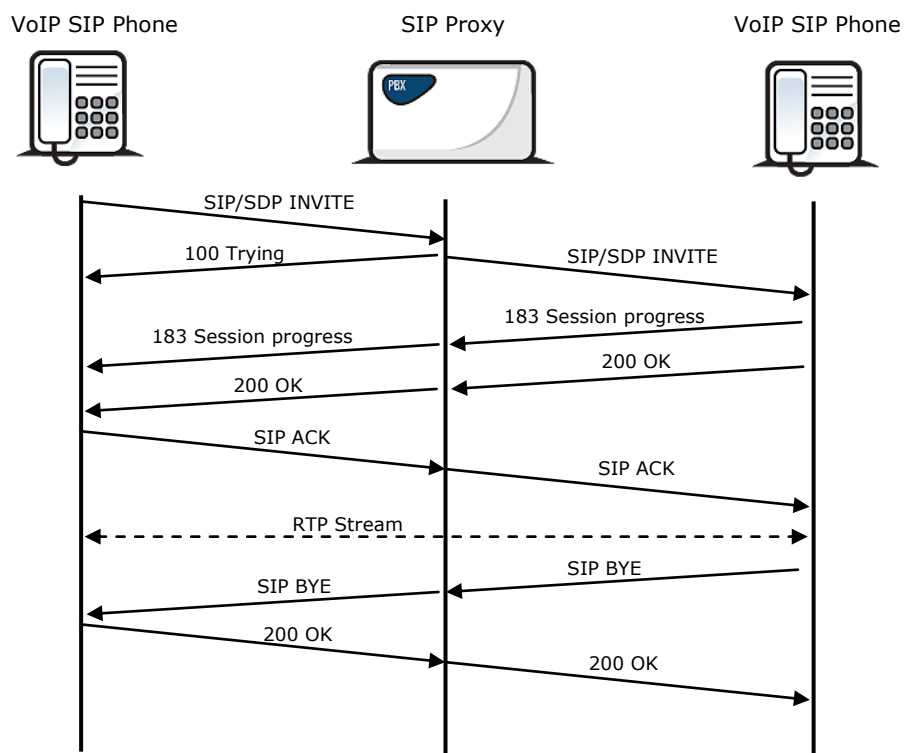 VoIP SIP Phone
SIP Proxy
VoIP SIP Phone
PBX
SIP/SDP INVITE
100 Trying
SIP/SDP INVITE
183 Session progress
183 Session progress
200 OK
200 OK
SIP ACK
SIP ACK
RTP Stream
SIP BYE
SIP BYE
200 OK
200 OK